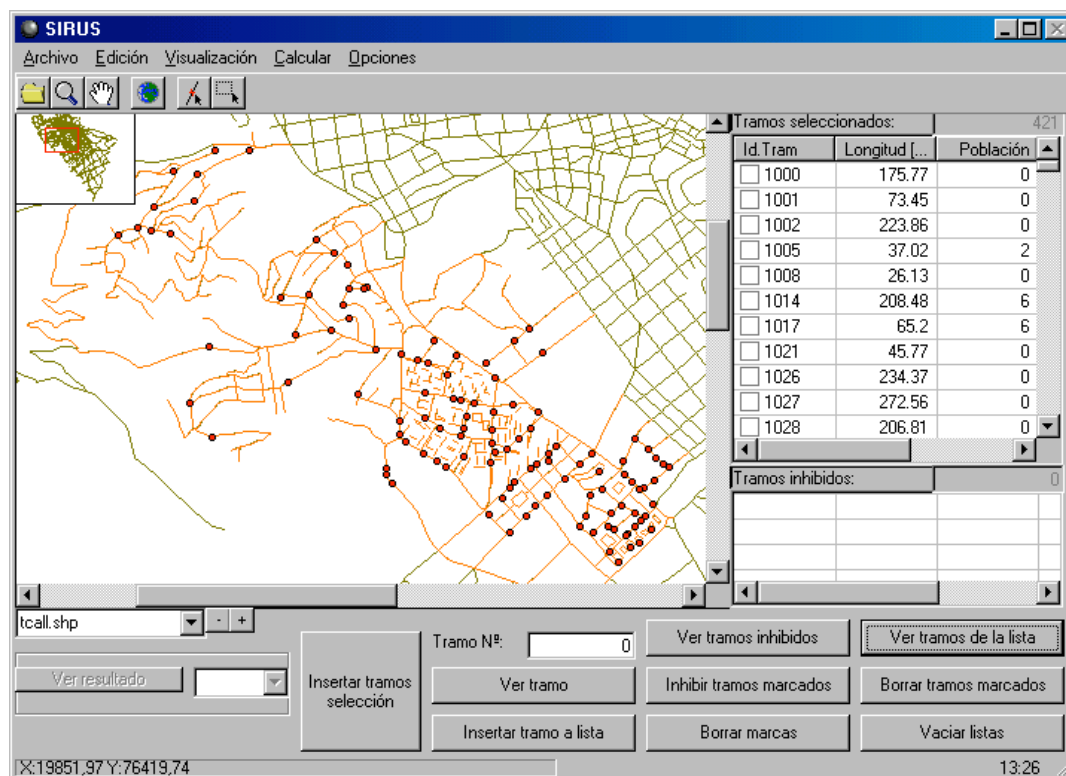 SIRUS
Archivo Edición Visualización Calcular Opciones
Tramos seleccionados: 421
Id.Tram Longitud [... Población
1000 175.77 0
1001 73.45 0
1002 223.86 0
1005 37.02 2
1008 26.13 0
1014 208.48 6
1017 65.2 6
1021 45.77 0
1026 234.37 0
1027 272.56 0
1028 206.81 0
Tramos inhibidos: 0
tcall.shp - +
Ver resultado
Insertar tramos selección
Tramo Nº: 0
Ver tramos inhibidos
Ver tramos de la lista
Ver tramo
Inhibir tramos marcados
Borrar tramos marcados
Insertar tramo a lista
Borrar marcas
Vaciar listas
X:19851,97 Y:76419,74 13:26